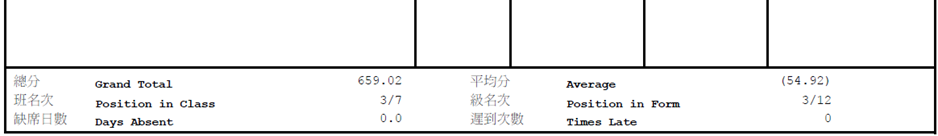 總分 Grand Total 659.02 平均分 Average (54.92)
班名次 Position in Class 3/7 級名次 Position in Form 3/12
缺席日數 Days Absent 0.0 遲到次數 Times Late 0